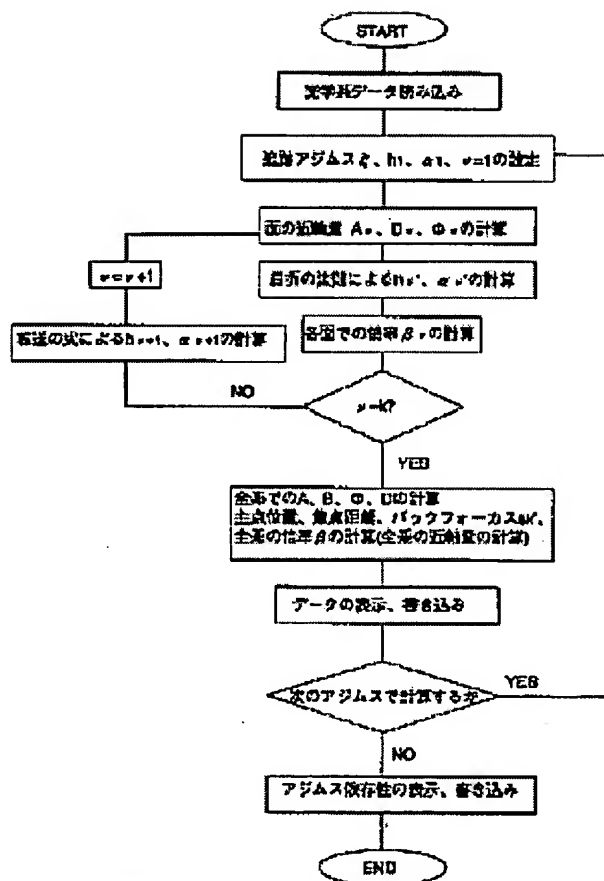 START
光学系データ読み込み
追跡アジムスξ、h1、α1、ν=1の設定
面の近軸量 Aν、Dν、Φνの計算
ν=ν+1
屈折の法則によるhν'、αν'の計算
転送の式によるhν+1、αν+1の計算
各面での倍率βνの計算
NO
ν=k?
YES
全系でのA、B、Φ、Dの計算
主点位置、焦点距離、バックフォーカスsk'、
全系の倍率βの計算(全系の近軸量の計算)
データの表示、書き込み
次のアジムスで計算するか
YES
NO
アジムス依存性の表示、書き込み
END